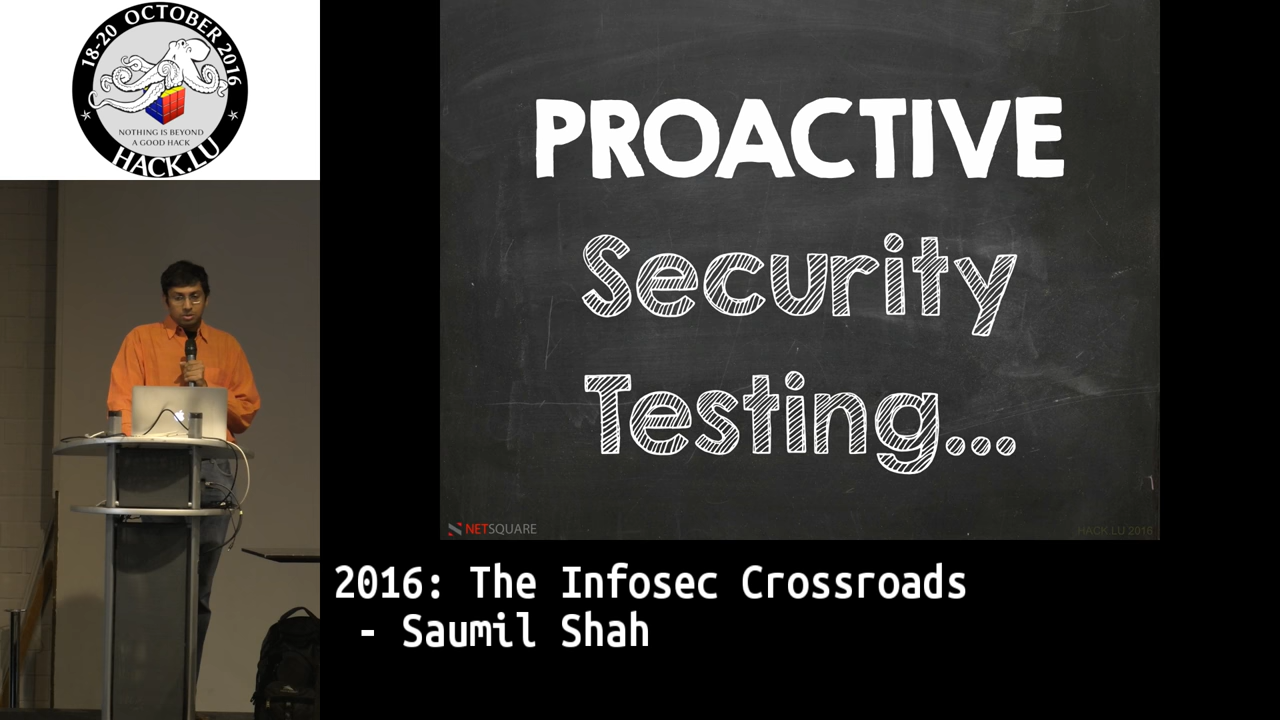 18-20 OCTOBER 2016
NOTHING IS BEYOND
A GOOD HACK
HACK.LU
PROACTIVE
Security
Testing...
NETSQUARE
HACK LU 2016
2016: The Infosec Crossroads
- Saumil Shah